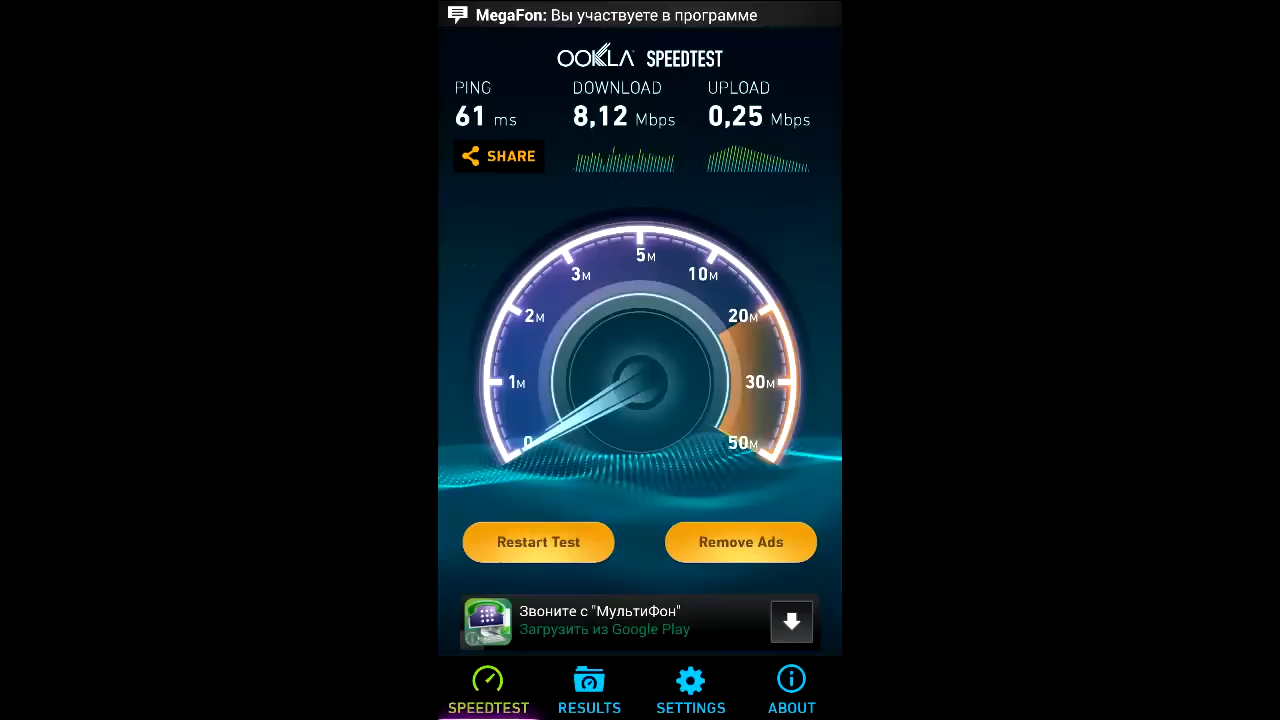 MegaFon: Вы участвуете в программе
OOKLA SPEEDTEST
PING DOWNLOAD UPLOAD
61 ms 8,12 Mbps 0,25 Mbps
SHARE
5M
3M 10M
2M 20M
1M 30M
0 50M
Restart Test Remove Ads
Звоните с "МультиФон"
Загрузить из Google Play
SPEEDTEST RESULTS SETTINGS ABOUT